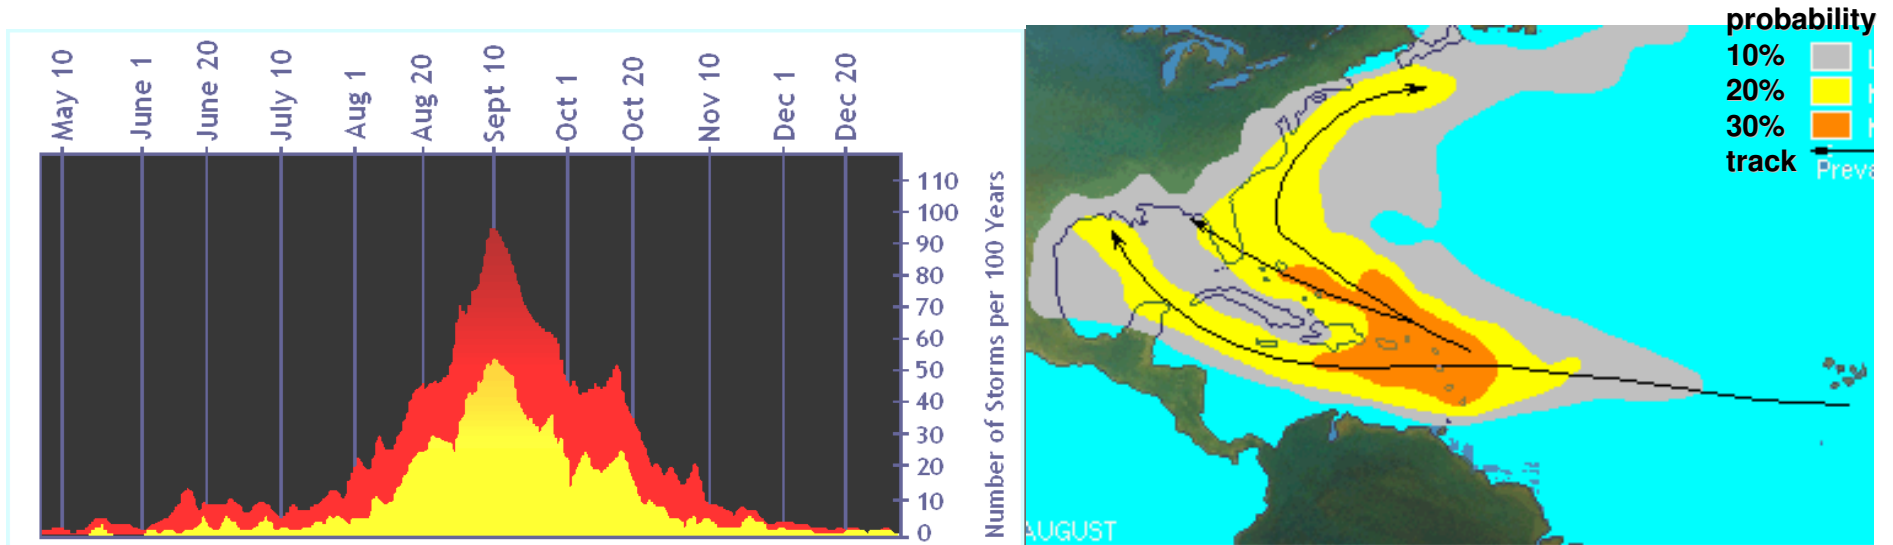 May 10
June 1
June 20
July 10
Aug 1
Aug 20
Sept 10
Oct 1
Oct 20
Nov 10
Dec 1
Dec 20
110
100
90
80
70
60
50
40
30
20
10
0
Number of Storms per 100 Years
probability
10%
20%
30%
track
AUGUST